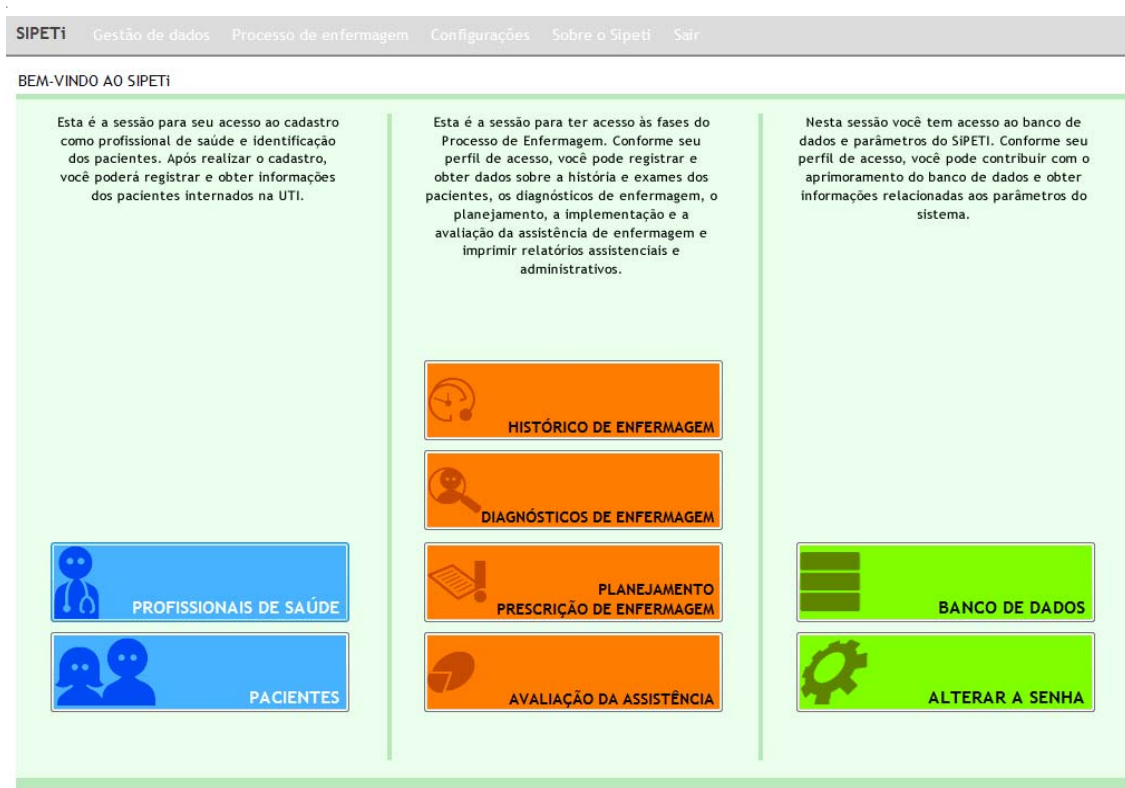 SIPETi Gestão de dados Processo de enfermagem Configurações Sobre o Sipeti Sair
BEM-VINDO AO SIPETi
Esta é a sessão para seu acesso ao cadastro
como profissional de saúde e identificação
dos pacientes. Após realizar o cadastro,
você poderá registrar e obter informações
dos pacientes internados na UTI.
PROFISSIONAIS DE SAÚDE
PACIENTES
Esta é a sessão para ter acesso às fases do
Processo de Enfermagem. Conforme seu
perfil de acesso, você pode registrar e
obter dados sobre a história e exames dos
pacientes, os diagnósticos de enfermagem, o
planejamento, a implementação e a
avaliação da assistência de enfermagem e
imprimir relatórios assistenciais e
administrativos.
HISTÓRICO DE ENFERMAGEM
DIAGNÓSTICOS DE ENFERMAGEM
PLANEJAMENTO
PRESCRIÇÃO DE ENFERMAGEM
AVALIAÇÃO DA ASSISTÊNCIA
Nesta sessão você tem acesso ao banco de
dados e parâmetros do SiPETI. Conforme seu
perfil de acesso, você pode contribuir com o
aprimoramento do banco de dados e obter
informações relacionadas aos parâmetros do
sistema.
BANCO DE DADOS
ALTERAR A SENHA